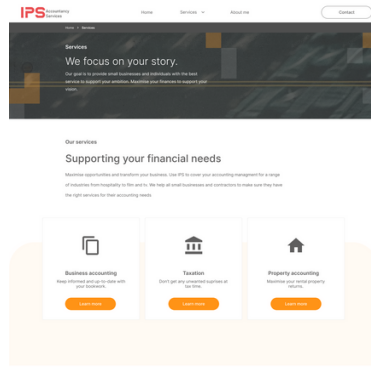 IPS Accountancy
Services
Home Services About me Contact
Home > Services
Services
We focus on your story.
Our goal is to provide small businesses and individuals with the best
service to support your ambition. Maximise your finances to support your
vision.
Our services
Supporting your financial needs
Maximise opportunities and transform your business. Use IPS to cover your accounting managment for a range
of industries from hospitality to film and tv. We help all small businesses and contractors to make sure they have
the right services for their accounting needs.
Business accounting
Keep informed and up-to-date with
your bookwork.
Learn more
Taxation
Don't get any unwanted suprises at
tax time.
Learn more
Property accounting
Maximise your rental property
returns.
Learn more